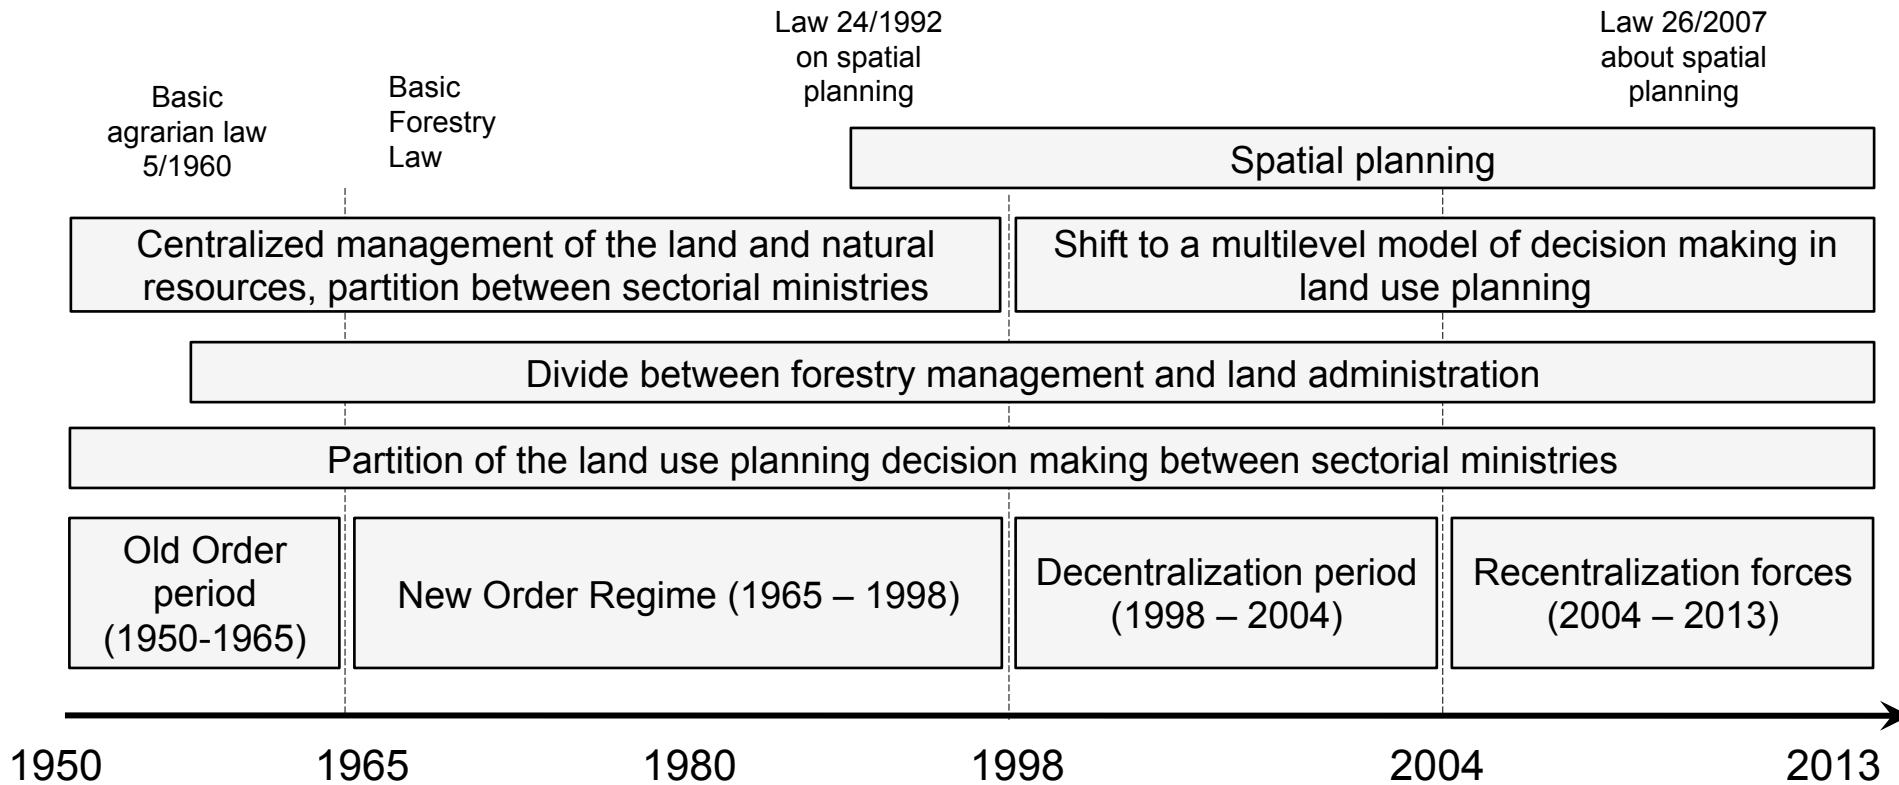 Law 24/1992
on spatial
planning
Law 26/2007
about spatial
planning
Basic
agrarian law
5/1960
Basic
Forestry
Law
Spatial planning
Centralized management of the land and natural
resources, partition between sectorial ministries
Shift to a multilevel model of decision making in
land use planning
Divide between forestry management and land administration
Partition of the land use planning decision making between sectorial ministries
Old Order
period
(1950-1965)
New Order Regime (1965 – 1998)
Decentralization period
(1998 – 2004)
Recentralization forces
(2004 – 2013)
1950 1965 1980 1998 2004 2013